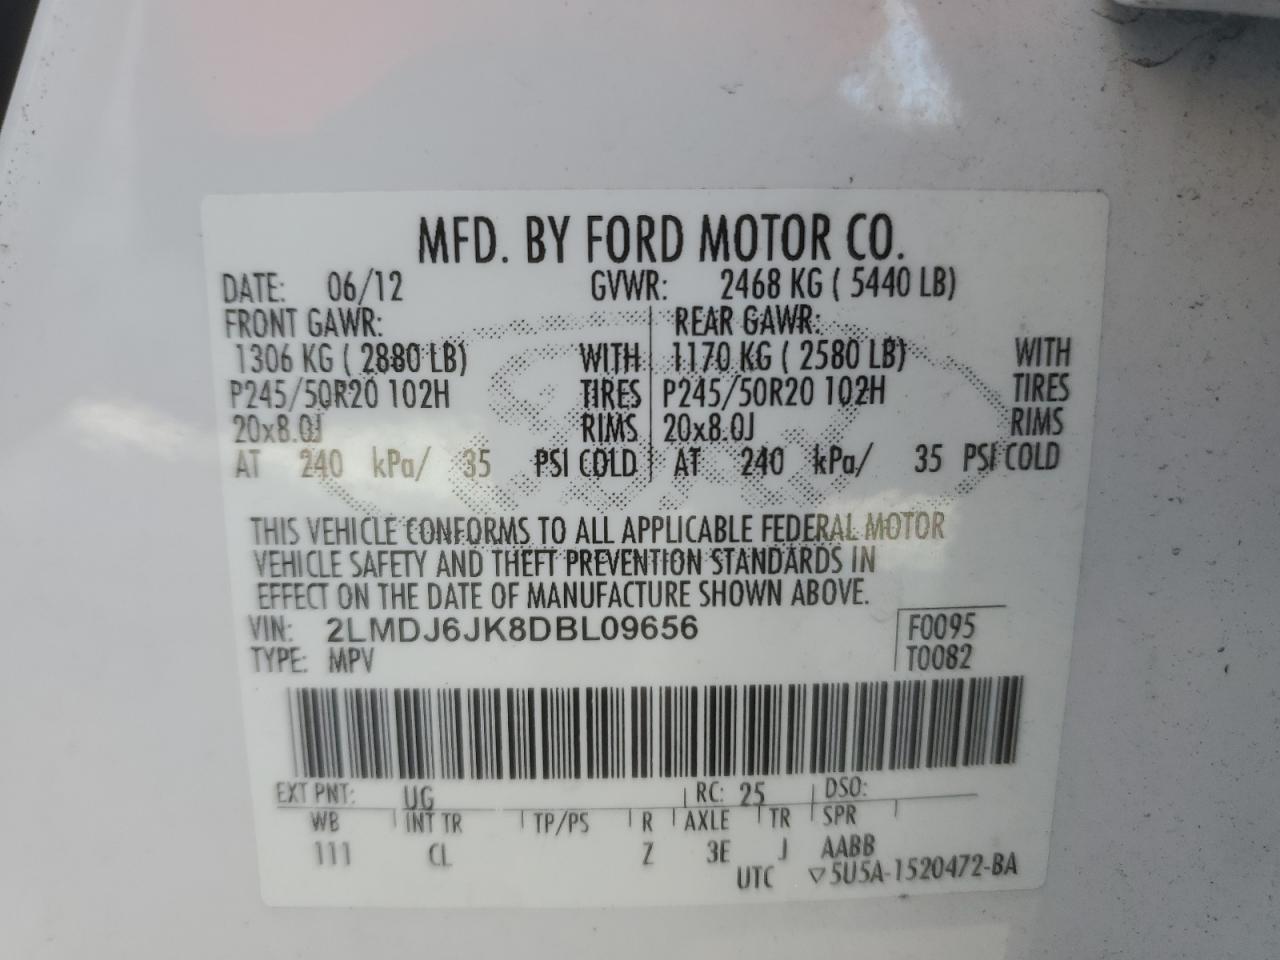 MFD. BY FORD MOTOR CO.
DATE: 06/12 GVWR: 2468 KG ( 5440 LB)
FRONT GAWR: REAR GAWR:
1306 KG ( 2880 LB) WITH 1170 KG ( 2580 LB) WITH
P245/50R20 102H TIRES P245/50R20 102H TIRES
20x8.0J RIMS 20x8.0J RIMS
AT 240 kPa/ 35 PSI COLD AT 240 kPa/ 35 PSI COLD
THIS VEHICLE CONFORMS TO ALL APPLICABLE FEDERAL MOTOR
VEHICLE SAFETY AND THEFT PREVENTION STANDARDS IN
EFFECT ON THE DATE OF MANUFACTURE SHOWN ABOVE.
VIN: 2LMDJ6JK8DBL09656 F0095
TYPE: MPV T0082
EXT PNT: UG RC: 25 DSO:
WB INT TR TP/PS R AXLE TR SPR
111 CL Z 3E J AABB
UTC ▽5U5A-1520472-BA